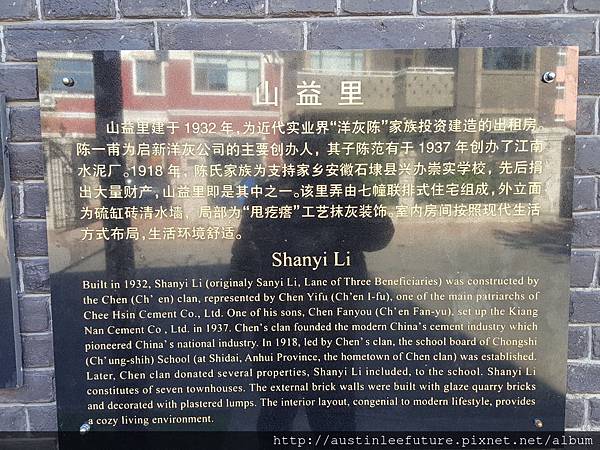 山益里
山益里建于1932年,为近代实业界“洋灰陈”家族投资建造的出租房。
陈一甫为启新洋灰公司的主要创办人，其子陈范有于1937年创办了江南
水泥厂。1918年，陈氏家族为支持家乡安徽石埭县兴办崇实学校，先后捐
出大量财产，山益里即是其中之一。该里弄由七幢联排式住宅组成，外立面
为硫缸砖清水墙，局部为“甩疙瘩”工艺抹灰装饰。室内房间按照现代生活
方式布局，生活环境舒适。
Shanyi Li
Built in 1932, Shanyi Li (originaly Sanyi Li, Lane of Three Beneficiaries) was constructed by
the Chen (Ch' en) clan, represented by Chen Yifu (Ch'en I-fu), one of the main patriarchs of
Chee Hsin Cement Co., Ltd. One of his sons, Chen Fanyou (Ch'en Fan-yu), set up the Kiang
Nan Cement Co., Ltd. in 1937. Chen's clan founded the modern China's cement industry which
pioneered China's national industry. In 1918, led by Chen's clan, the school board of Chongshi
(Ch'ung-shih) School (at Shidai, Anhui Province, the hometown of Chen clan) was established.
Later, Chen clan donated several properties, Shanyi Li included, to the school. Shanyi Li
constitutes of seven townhouses. The external brick walls were built with glaze quarry bricks
and decorated with plastered lumps. The interior layout, congenial to modern lifestyle, provides
a cozy living environment.
http://austinleefuture.pixnet.net/album